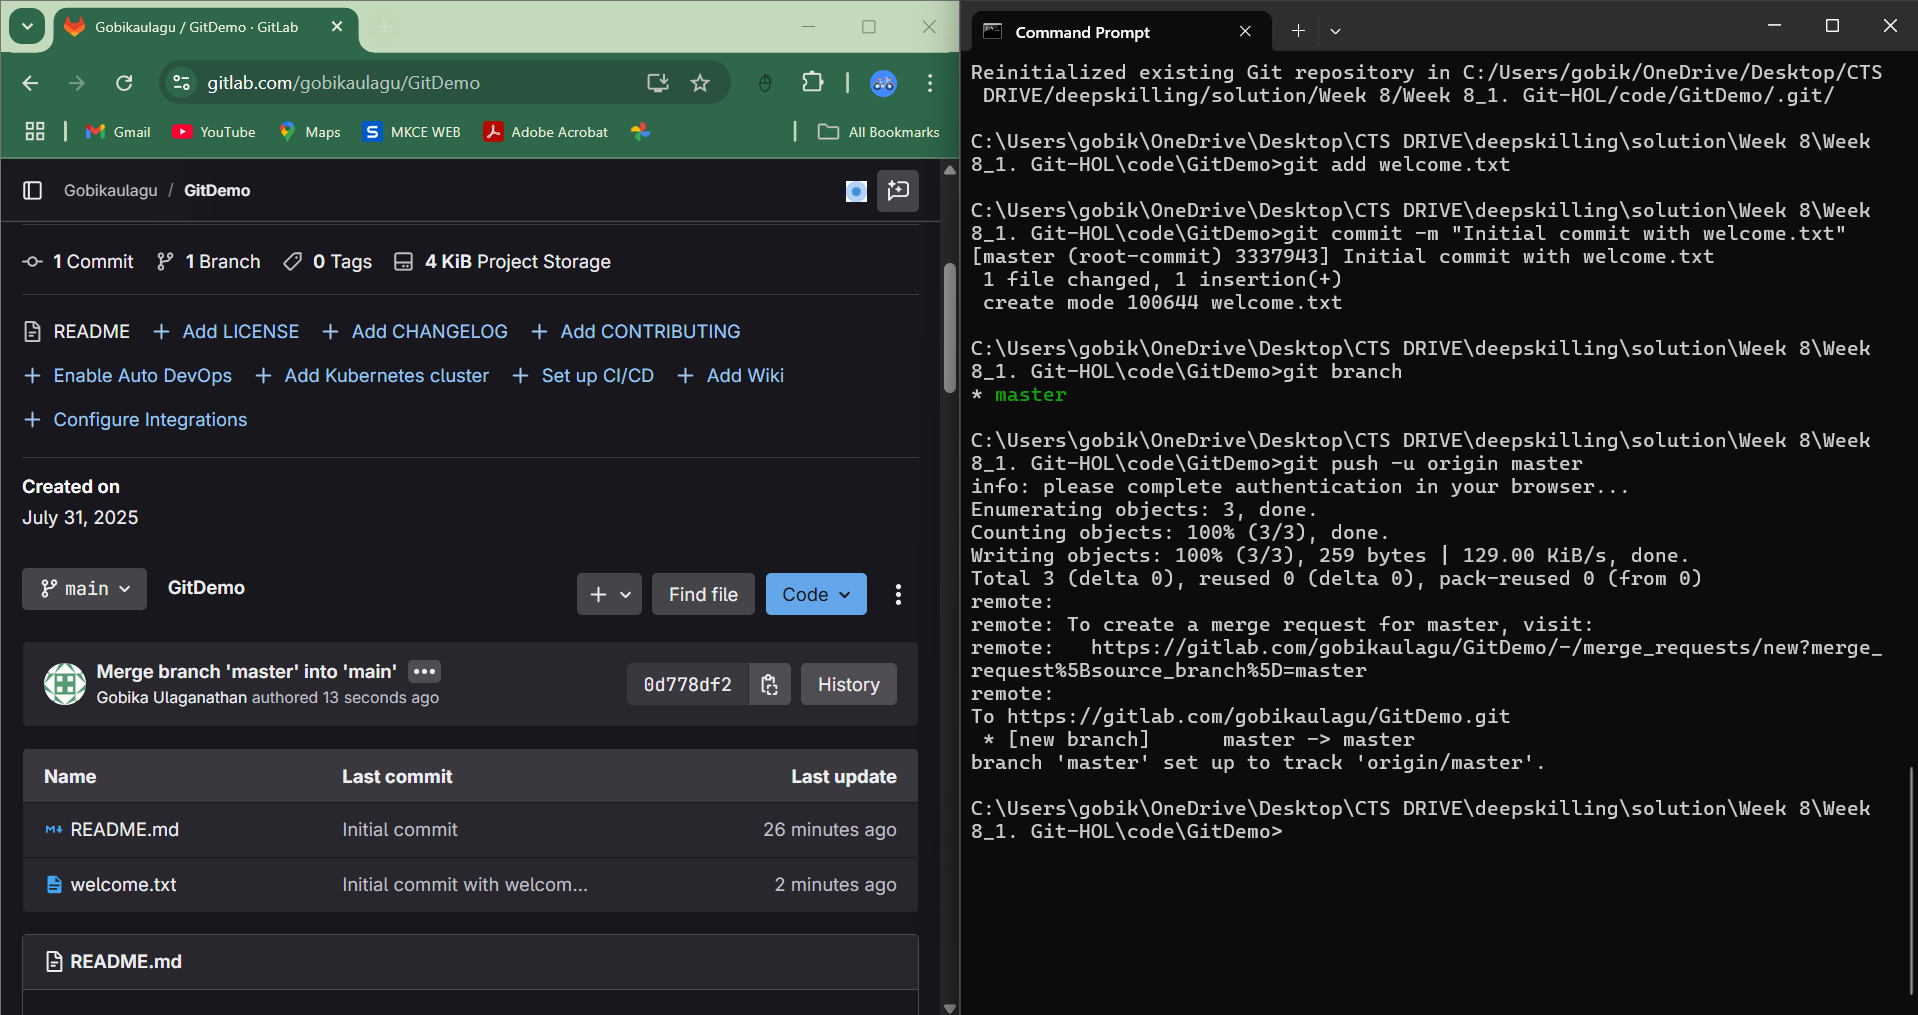 Gobikaulagu / GitDemo · GitLab
gitlab.com/gobikaulagu/GitDemo
Gmail
YouTube
Maps
S
MKCE WEB
Adobe Acrobat
All Bookmarks
Gobikaulagu / GitDemo
1 Commit
1 Branch
0 Tags
4 KiB Project Storage
README
Add LICENSE
Add CHANGELOG
Add CONTRIBUTING
Enable Auto DevOps
Add Kubernetes cluster
Set up CI/CD
Add Wiki
Configure Integrations
Created on
July 31, 2025
main
GitDemo
Find file
Code
Merge branch 'master' into 'main'
Gobika Ulaganathan authored 13 seconds ago
0d778df2
History
Name Last commit Last update
README.md Initial commit 26 minutes ago
welcome.txt Initial commit with welcom... 2 minutes ago
README.md
Command Prompt
Reinitialized existing Git repository in C:/Users/gobik/OneDrive/Desktop/CTS
DRIVE/deepskilling/solution/Week 8/Week 8_1. Git-HOL/code/GitDemo/.git/
C:\Users\gobik\OneDrive\Desktop\CTS DRIVE\deepskilling\solution\Week 8\Week
8_1. Git-HOL\code\GitDemo>git add welcome.txt
C:\Users\gobik\OneDrive\Desktop\CTS DRIVE\deepskilling\solution\Week 8\Week
8_1. Git-HOL\code\GitDemo>git commit -m "Initial commit with welcome.txt"
[master (root-commit) 3337943] Initial commit with welcome.txt
1 file changed, 1 insertion(+)
create mode 100644 welcome.txt
C:\Users\gobik\OneDrive\Desktop\CTS DRIVE\deepskilling\solution\Week 8\Week
8_1. Git-HOL\code\GitDemo>git branch
* master
C:\Users\gobik\OneDrive\Desktop\CTS DRIVE\deepskilling\solution\Week 8\Week
8_1. Git-HOL\code\GitDemo>git push -u origin master
info: please complete authentication in your browser...
Enumerating objects: 3, done.
Counting objects: 100% (3/3), done.
Writing objects: 100% (3/3), 259 bytes | 129.00 KiB/s, done.
Total 3 (delta 0), reused 0 (delta 0), pack-reused 0 (from 0)
remote:
remote: To create a merge request for master, visit:
remote:   https://gitlab.com/gobikaulagu/GitDemo/-/merge_requests/new?merge_
request%5Bsource_branch%5D=master
remote:
To https://gitlab.com/gobikaulagu/GitDemo.git
* [new branch]      master -> master
branch 'master' set up to track 'origin/master'.
C:\Users\gobik\OneDrive\Desktop\CTS DRIVE\deepskilling\solution\Week 8\Week
8_1. Git-HOL\code\GitDemo>